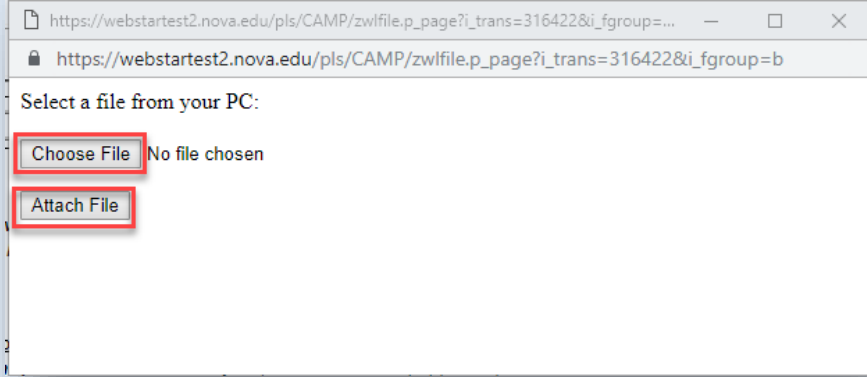 https://webstartest2.nova.edu/pls/CAMP/zwlfile.p_page?i_trans=316422&i_fgroup=...
https://webstartest2.nova.edu/pls/CAMP/zwlfile.p_page?i_trans=316422&i_fgroup=b
Select a file from your PC:
Choose File No file chosen
Attach File